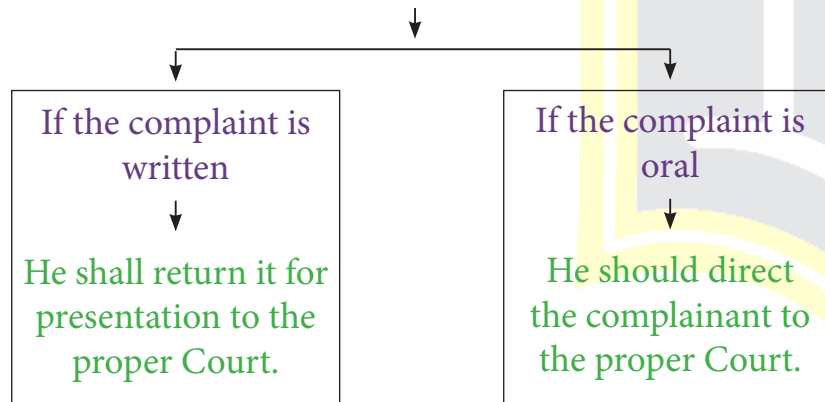 If the complaint is
written
He shall return it for
presentation to the
proper Court.
If the complaint is
oral
He should direct
the complainant to
the proper Court.